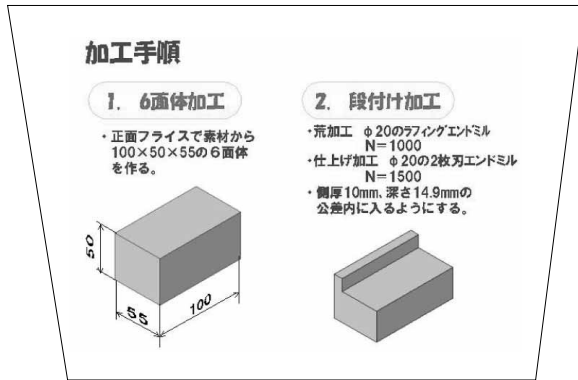 加工手順
1. 6面体加工
・正面フライスで素材から
100×50×55の6面体
を作る。
50
55
100
2. 段付け加工
・荒加工 φ20のラフィングエンドミル
N=1000
・仕上げ加工 φ20の2枚刃エンドミル
N=1500
・側厚10mm、深さ14.9mmの
公差内に入るようにする。